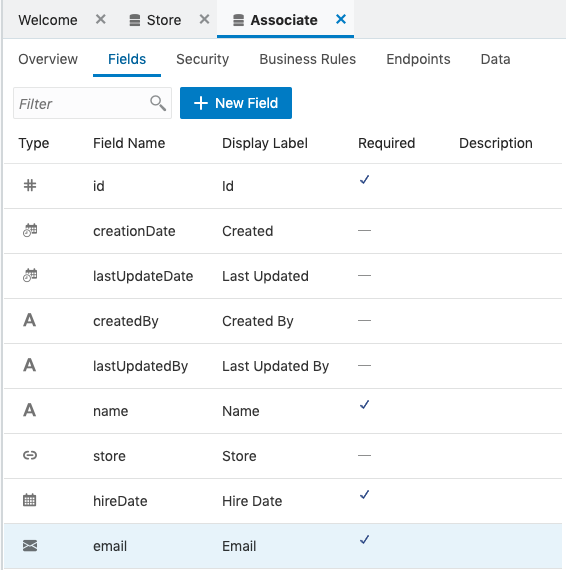 Welcome Store Associate
Overview Fields Security Business Rules Endpoints Data
Filter + New Field
Type Field Name Display Label Required Description
# id Id
creationDate Created —
lastUpdateDate Last Updated —
A createdBy Created By —
A lastUpdatedBy Last Updated By —
A name Name
store Store —
hireDate Hire Date
email Email